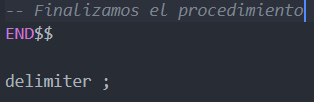 -- Finalizamos el procedimiento
END$$
delimiter ;